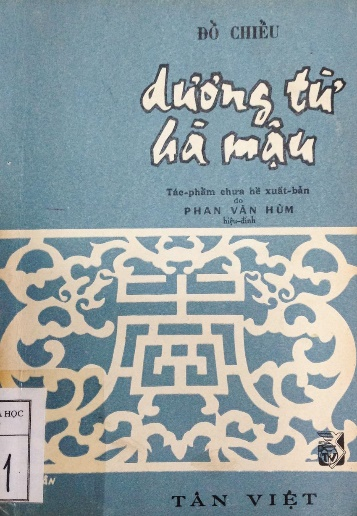 ĐỒ CHIỂU
dương từ
hà mậu
Tác-phẩm chưa hề xuất-bản
do
PHAN VĂN HÙM
hiệu-đính
A HỌC
1
TV
TÂN VIỆT